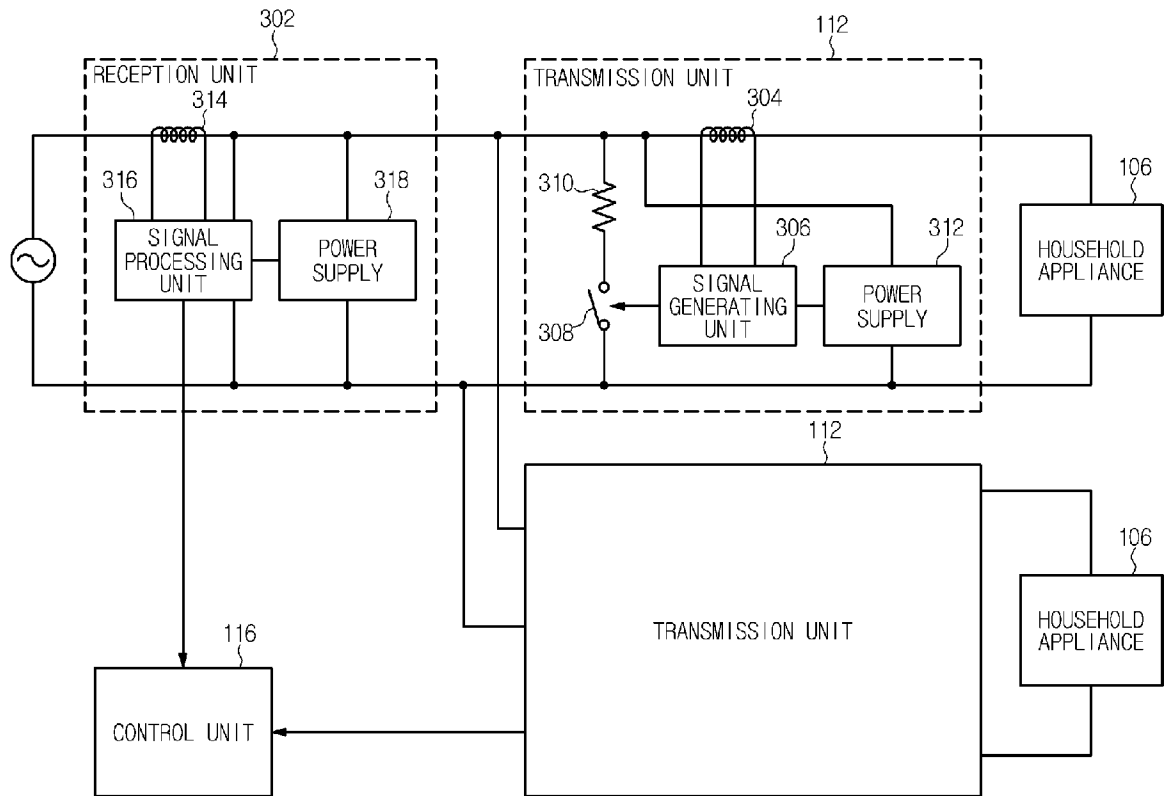 302
112
RECEPTION UNIT
TRANSMISSION UNIT
314
304
316
318
310
106
SIGNAL
PROCESSING
UNIT
POWER
SUPPLY
306
312
HOUSEHOLD
APPLIANCE
308
SIGNAL
GENERATING
UNIT
POWER
SUPPLY
112
106
TRANSMISSION UNIT
HOUSEHOLD
APPLIANCE
116
CONTROL UNIT